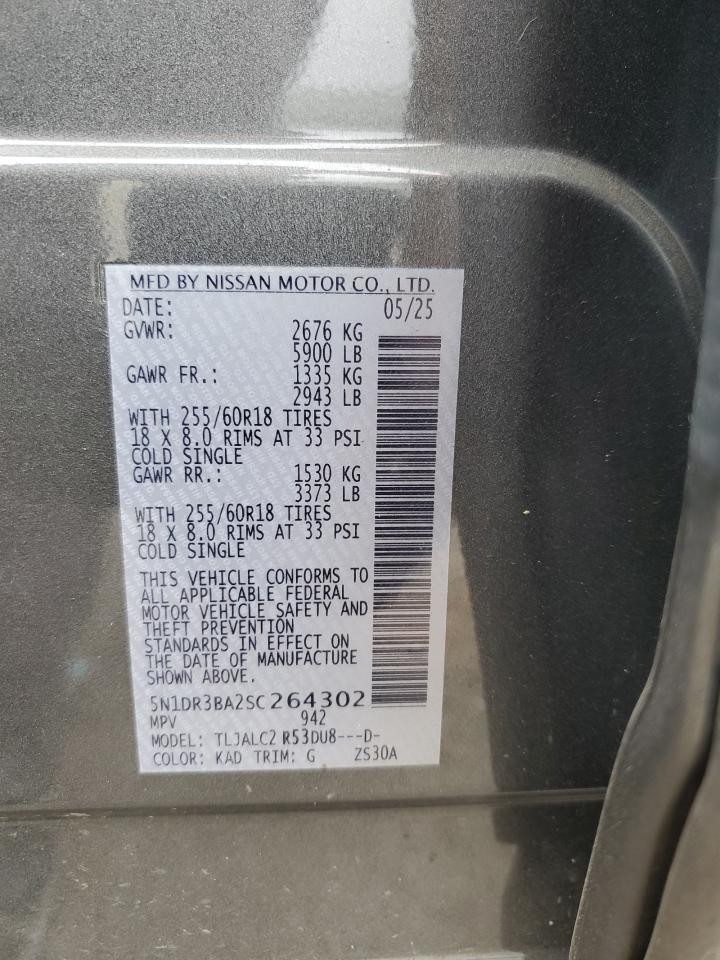 MFD BY NISSAN MOTOR CO., LTD.
DATE: 05/25
GVWR: 2676 KG
5900 LB
GAWR FR.: 1335 KG
2943 LB
WITH 255/60R18 TIRES
18 X 8.0 RIMS AT 33 PSI
COLD SINGLE
GAWR RR.: 1530 KG
3373 LB
WITH 255/60R18 TIRES
18 X 8.0 RIMS AT 33 PSI
COLD SINGLE
THIS VEHICLE CONFORMS TO
ALL APPLICABLE FEDERAL
MOTOR VEHICLE SAFETY AND
THEFT PREVENTION
STANDARDS IN EFFECT ON
THE DATE OF MANUFACTURE
SHOWN ABOVE.
5N1DR3BA2SC264302
MPV 942
MODEL: TLJALC2 R53DU8---D-
COLOR: KAD TRIM: G ZS30A